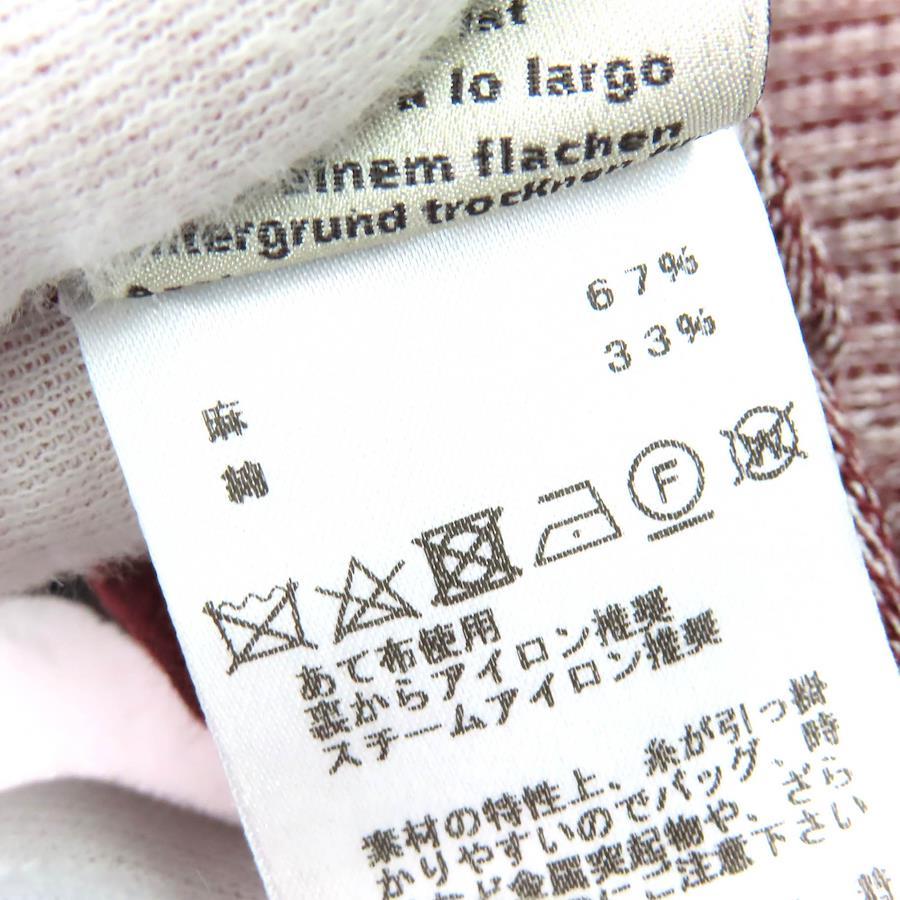 a lo largo
einem flachen
trocknen
麻 67%
綿 33%
F
W
あて布使用
裏からアイロン推奨
スチームアイロン推奨
素材の特性上、糸が引っ掛
かりやすいのでバッグ、時
金属突起物や、ざら
にご注意下さい